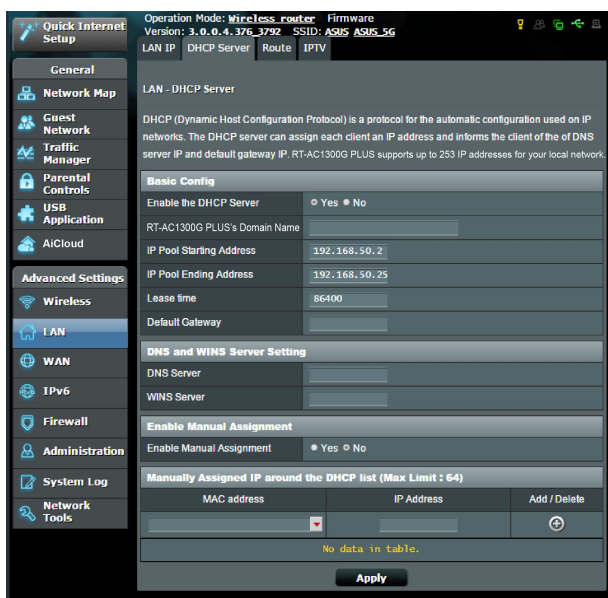 Quick Internet
Setup
Operation Mode: Wireless router Firmware
Version: 3.0.0.4.376_3792 SSID: ASUS ASUS_5G
LAN IP DHCP Server Route IPTV
General
Network Map
Guest
Network
Traffic
Manager
Parental
Controls
USB
Application
AiCloud
Advanced Settings
Wireless
LAN
WAN
IPv6
Firewall
Administration
System Log
Network
Tools
LAN - DHCP Server
DHCP (Dynamic Host Configuration Protocol) is a protocol for the automatic configuration used on IP
networks. The DHCP server can assign each client an IP address and informs the client of the of DNS
server IP and default gateway IP. RT-AC1300G PLUS supports up to 253 IP addresses for your local network.
Basic Config
Enable the DHCP Server Yes No
RT-AC1300G PLUS's Domain Name
IP Pool Starting Address 192.168.50.2
IP Pool Ending Address 192.168.50.25
Lease time 86400
Default Gateway
DNS and WINS Server Setting
DNS Server
WINS Server
Enable Manual Assignment
Enable Manual Assignment Yes No
Manually Assigned IP around the DHCP list (Max Limit : 64)
MAC address IP Address Add / Delete
No data in table.
Apply